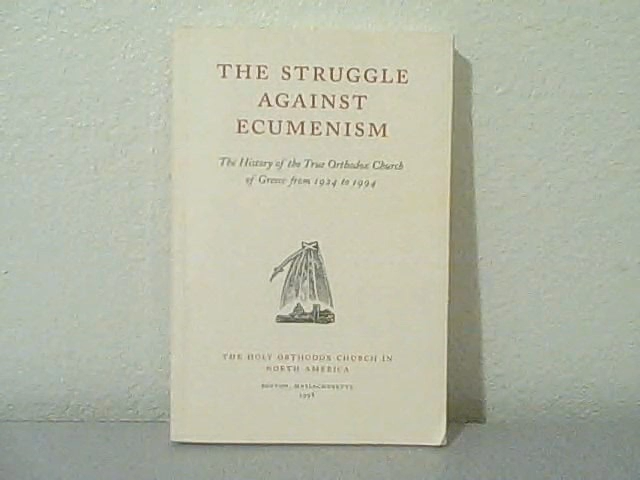 THE STRUGGLE
AGAINST
ECUMENISM
The History of the True Orthodox Church
of Greece from 1924 to 1994
THE HOLY ORTHODOX CHURCH IN
NORTH AMERICA
BOSTON, MASSACHUSETTS
1998